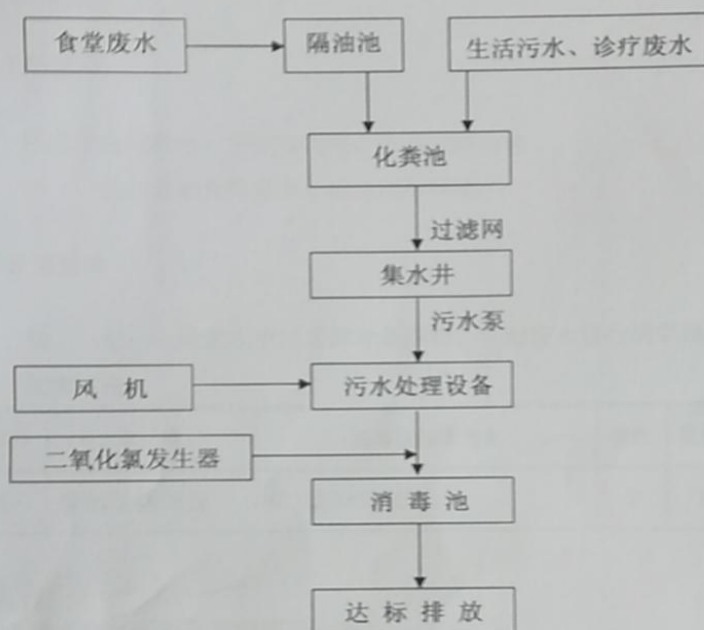 食堂废水
隔油池
生活污水、诊疗废水
化粪池
过滤网
集水井
污水泵
风 机
污水处理设备
二氧化氯发生器
消 毒 池
达 标 排 放